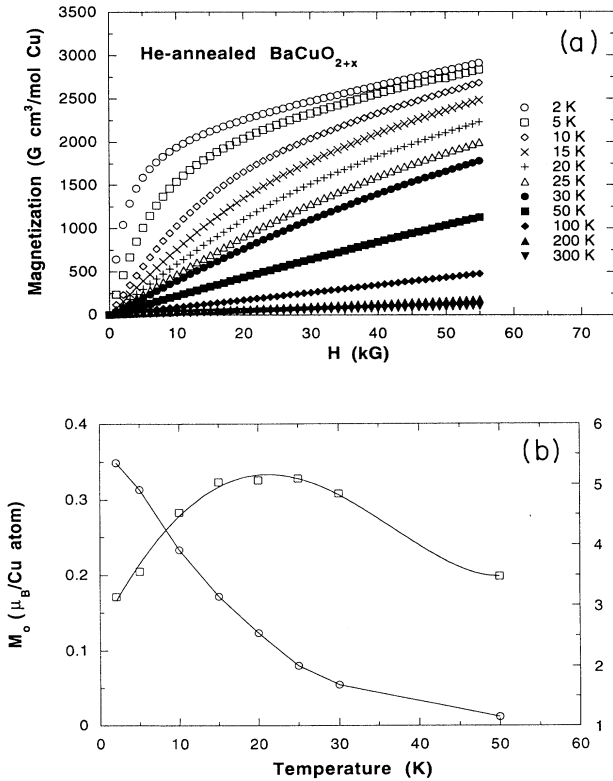 (a)
He-annealed BaCuO2+x
Magnetization (G cm³/mol Cu)
3500
3000
2500
2000
1500
1000
500
0
0 10 20 30 40 50 60 70
H (kG)
2 K
5 K
10 K
15 K
20 K
25 K
30 K
50 K
100 K
200 K
300 K
(b)
Mo (μB/Cu atom)
0.4
0.3
0.2
0.1
0
6
5
4
3
2
1
0 10 20 30 40 50 60
Temperature (K)